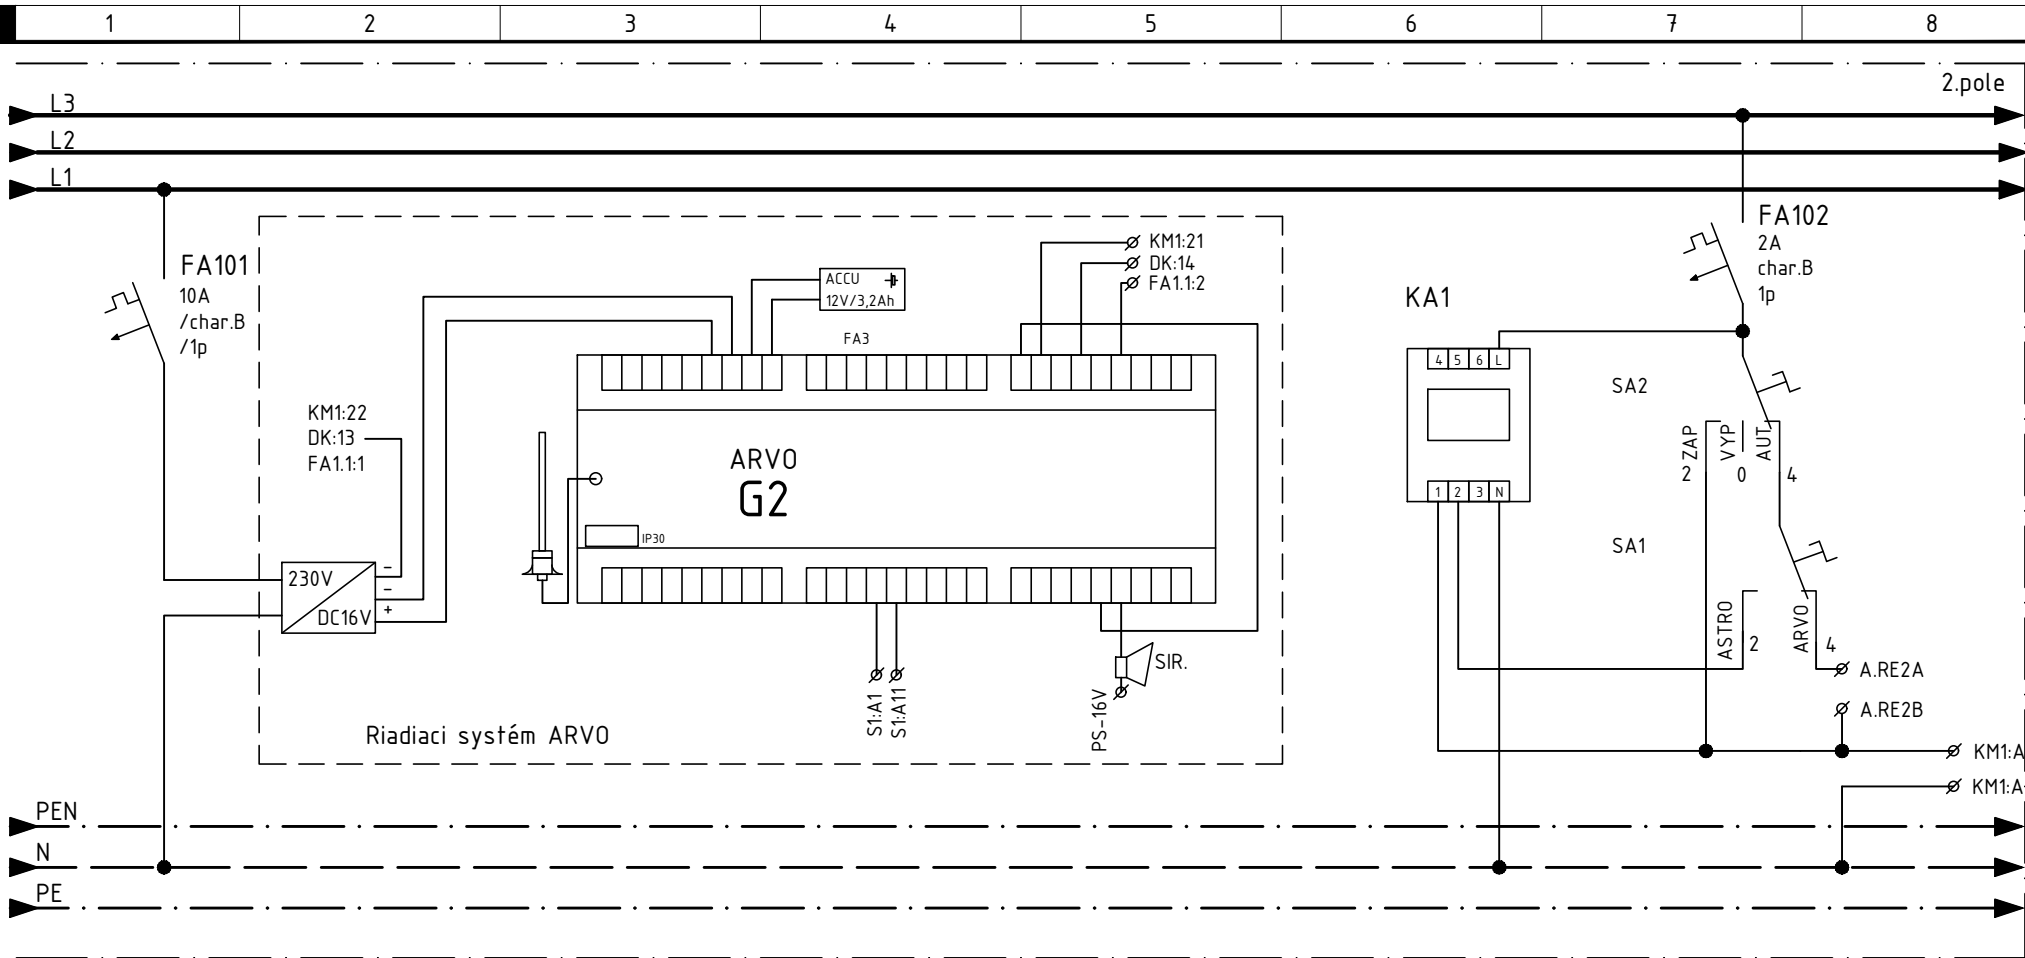 1 2 3 4 5 6 7 8
2.pole
L3
L2
L1
FA101
10A
/char.B
/1p
KM1:22
DK:13
FA1.1:1
230V
DC16V
-
-
+
ACCU
12V/3,2Ah
FA3
KM1:21
DK:14
FA1.1:2
ARVO
G2
IP30
S1:A1
S1:A11
PS-16V
SIR.
Riadiaci systém ARVO
KA1
4 5 6 L
1 2 3 N
FA102
2A
char.B
1p
SA2
ZAP
VYP
AUT
2
0
4
SA1
ASTRO
2
ARVO
4
A.RE2A
A.RE2B
KM1:A
KM1:A
PEN
N
PE